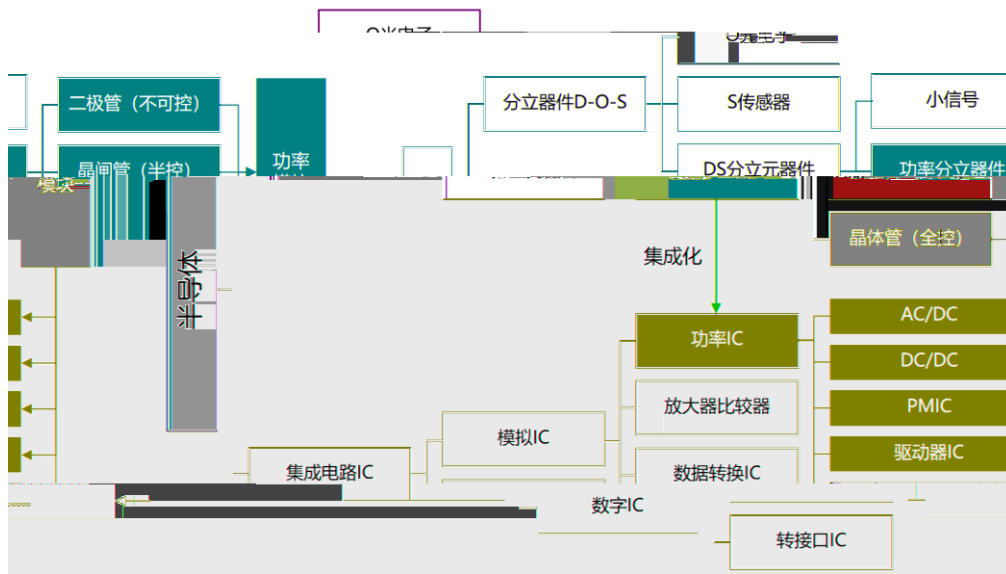 二极管（不可控）
分立器件D-O-S
S传感器
小信号
晶闸管（半控）
功率
DS分立元器件
功率分立器件
模块
晶体管（全控）
半导体
集成化
功率IC
AC/DC
DC/DC
放大器比较器
PMIC
模拟IC
驱动器IC
集成电路IC
数据转换IC
数字IC
转接口IC